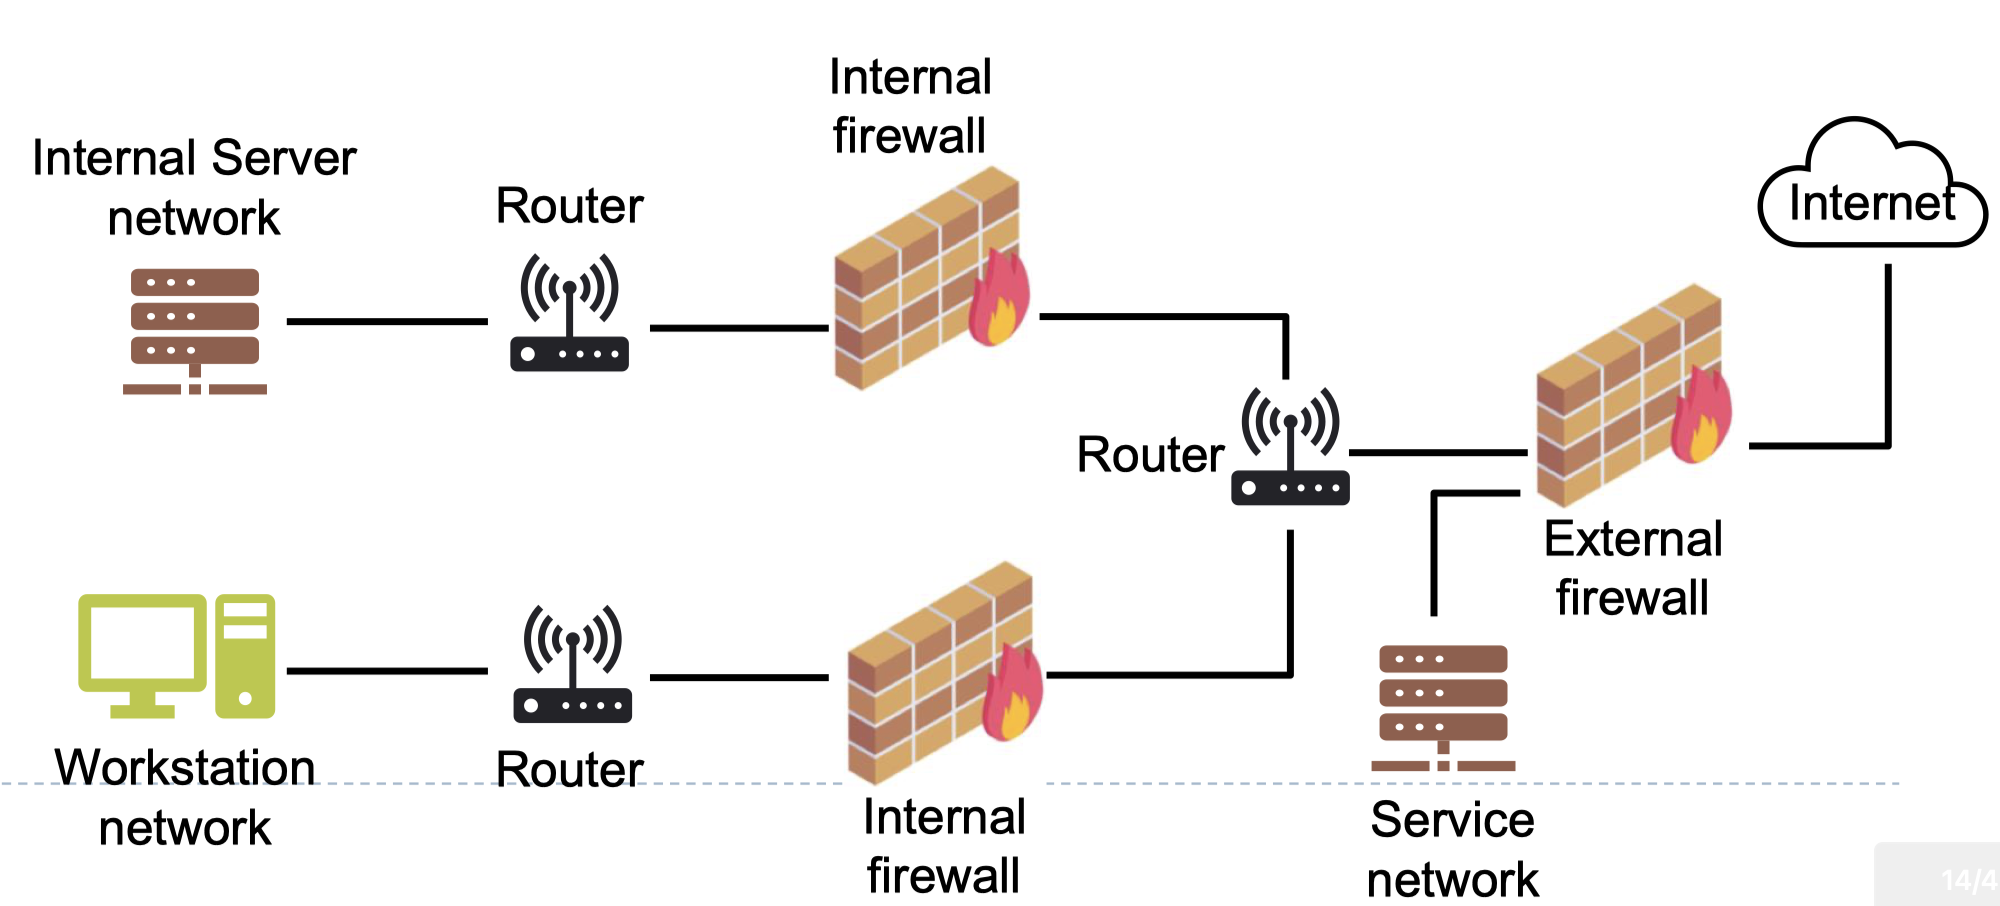 Internal
firewall
Internal Server
network
Router
Internet
Router
External
firewall
Workstation
network
Router
Internal
firewall
Service
network
14/4